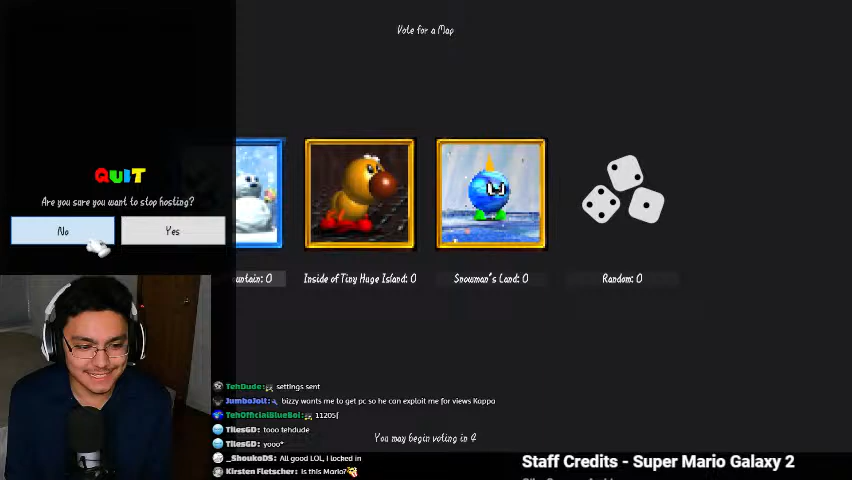 Vote for a Map
QUIT
Are you sure you want to stop hosting?
No
Yes
untain: 0
Inside of Tiny Huge Island: 0
Snowman's Land: 0
Random: 0
TehDude: settings sent
JumboJolt: bizzy wants me to get pc so he can exploit me for views Kappa
TehOfficialBlueBoi: 11205[
TilesGD: tooo tehdude
TilesGD: yooo*
_ShoukoDS: All good LOL, I locked in
Kirsten Fletscher: Is this Mario?
You may begin voting in 4
Staff Credits - Super Mario Galaxy 2